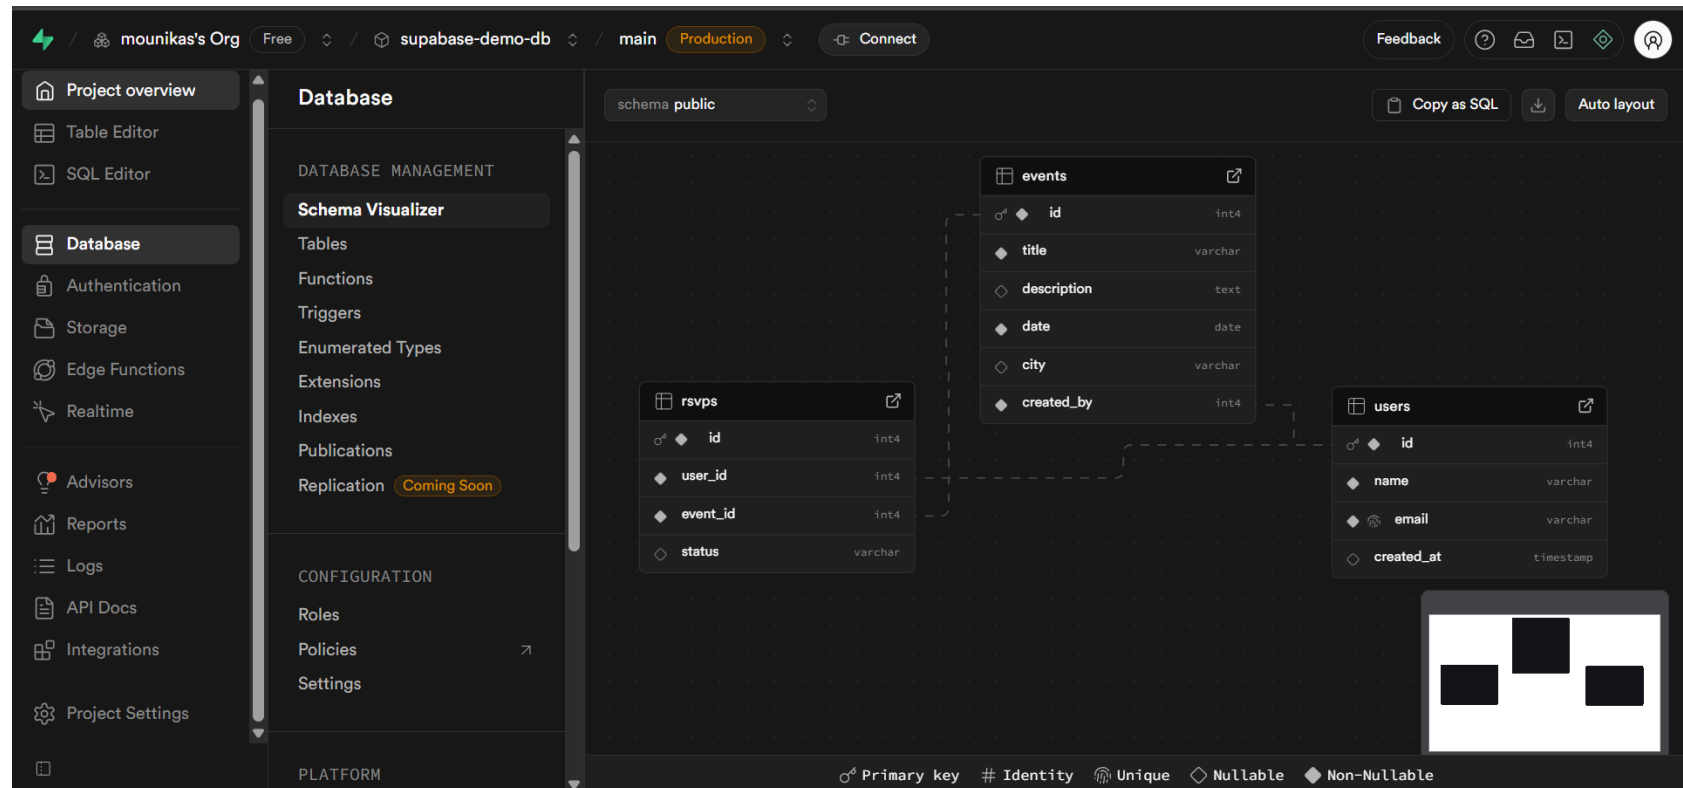 / mounikas's Org Free / supabase-demo-db / main Production Connect Feedback
Project overview
Table Editor
SQL Editor
Database
Authentication
Storage
Edge Functions
Realtime
Advisors
Reports
Logs
API Docs
Integrations
Project Settings
Database
DATABASE MANAGEMENT
Schema Visualizer
Tables
Functions
Triggers
Enumerated Types
Extensions
Indexes
Publications
Replication Coming Soon
CONFIGURATION
Roles
Policies
Settings
PLATFORM
schema public
Copy as SQL Auto layout
events
id int4
title varchar
description text
date date
city varchar
created_by int4
rsvps
id int4
user_id int4
event_id int4
status varchar
users
id int4
name varchar
email varchar
created_at timestamp
Primary key # Identity Unique Nullable Non-Nullable